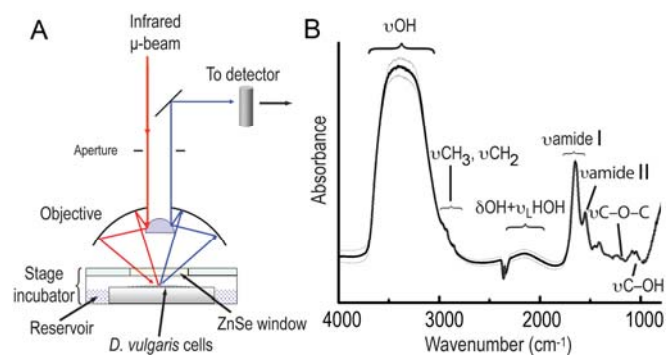 A
Infrared
μ-beam
To detector
Aperture
Objective
Stage
incubator
Reservoir
ZnSe window
D. vulgaris cells
B
υOH
υCH3, υCH2
δOH+υLHOH
υamide I
υamide II
υC–O–C
υC–OH
Absorbance
4000 3000 2000 1000
Wavenumber (cm-1)